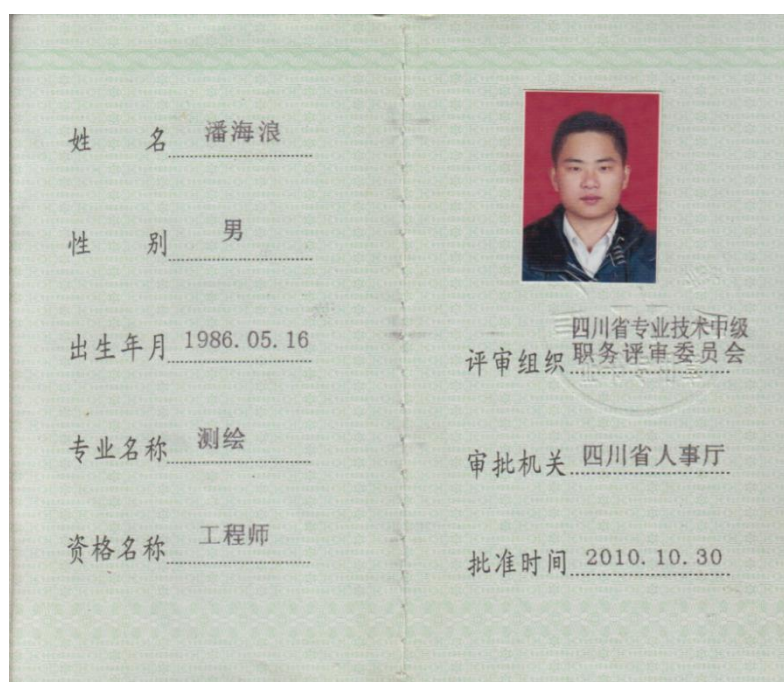 姓名 潘海浪
性别 男
出生年月 1986.05.16
专业名称 测绘
资格名称 工程师
四川省专业技术中级
评审组织 职务评审委员会
审批机关 四川省人事厅
批准时间 2010.10.30